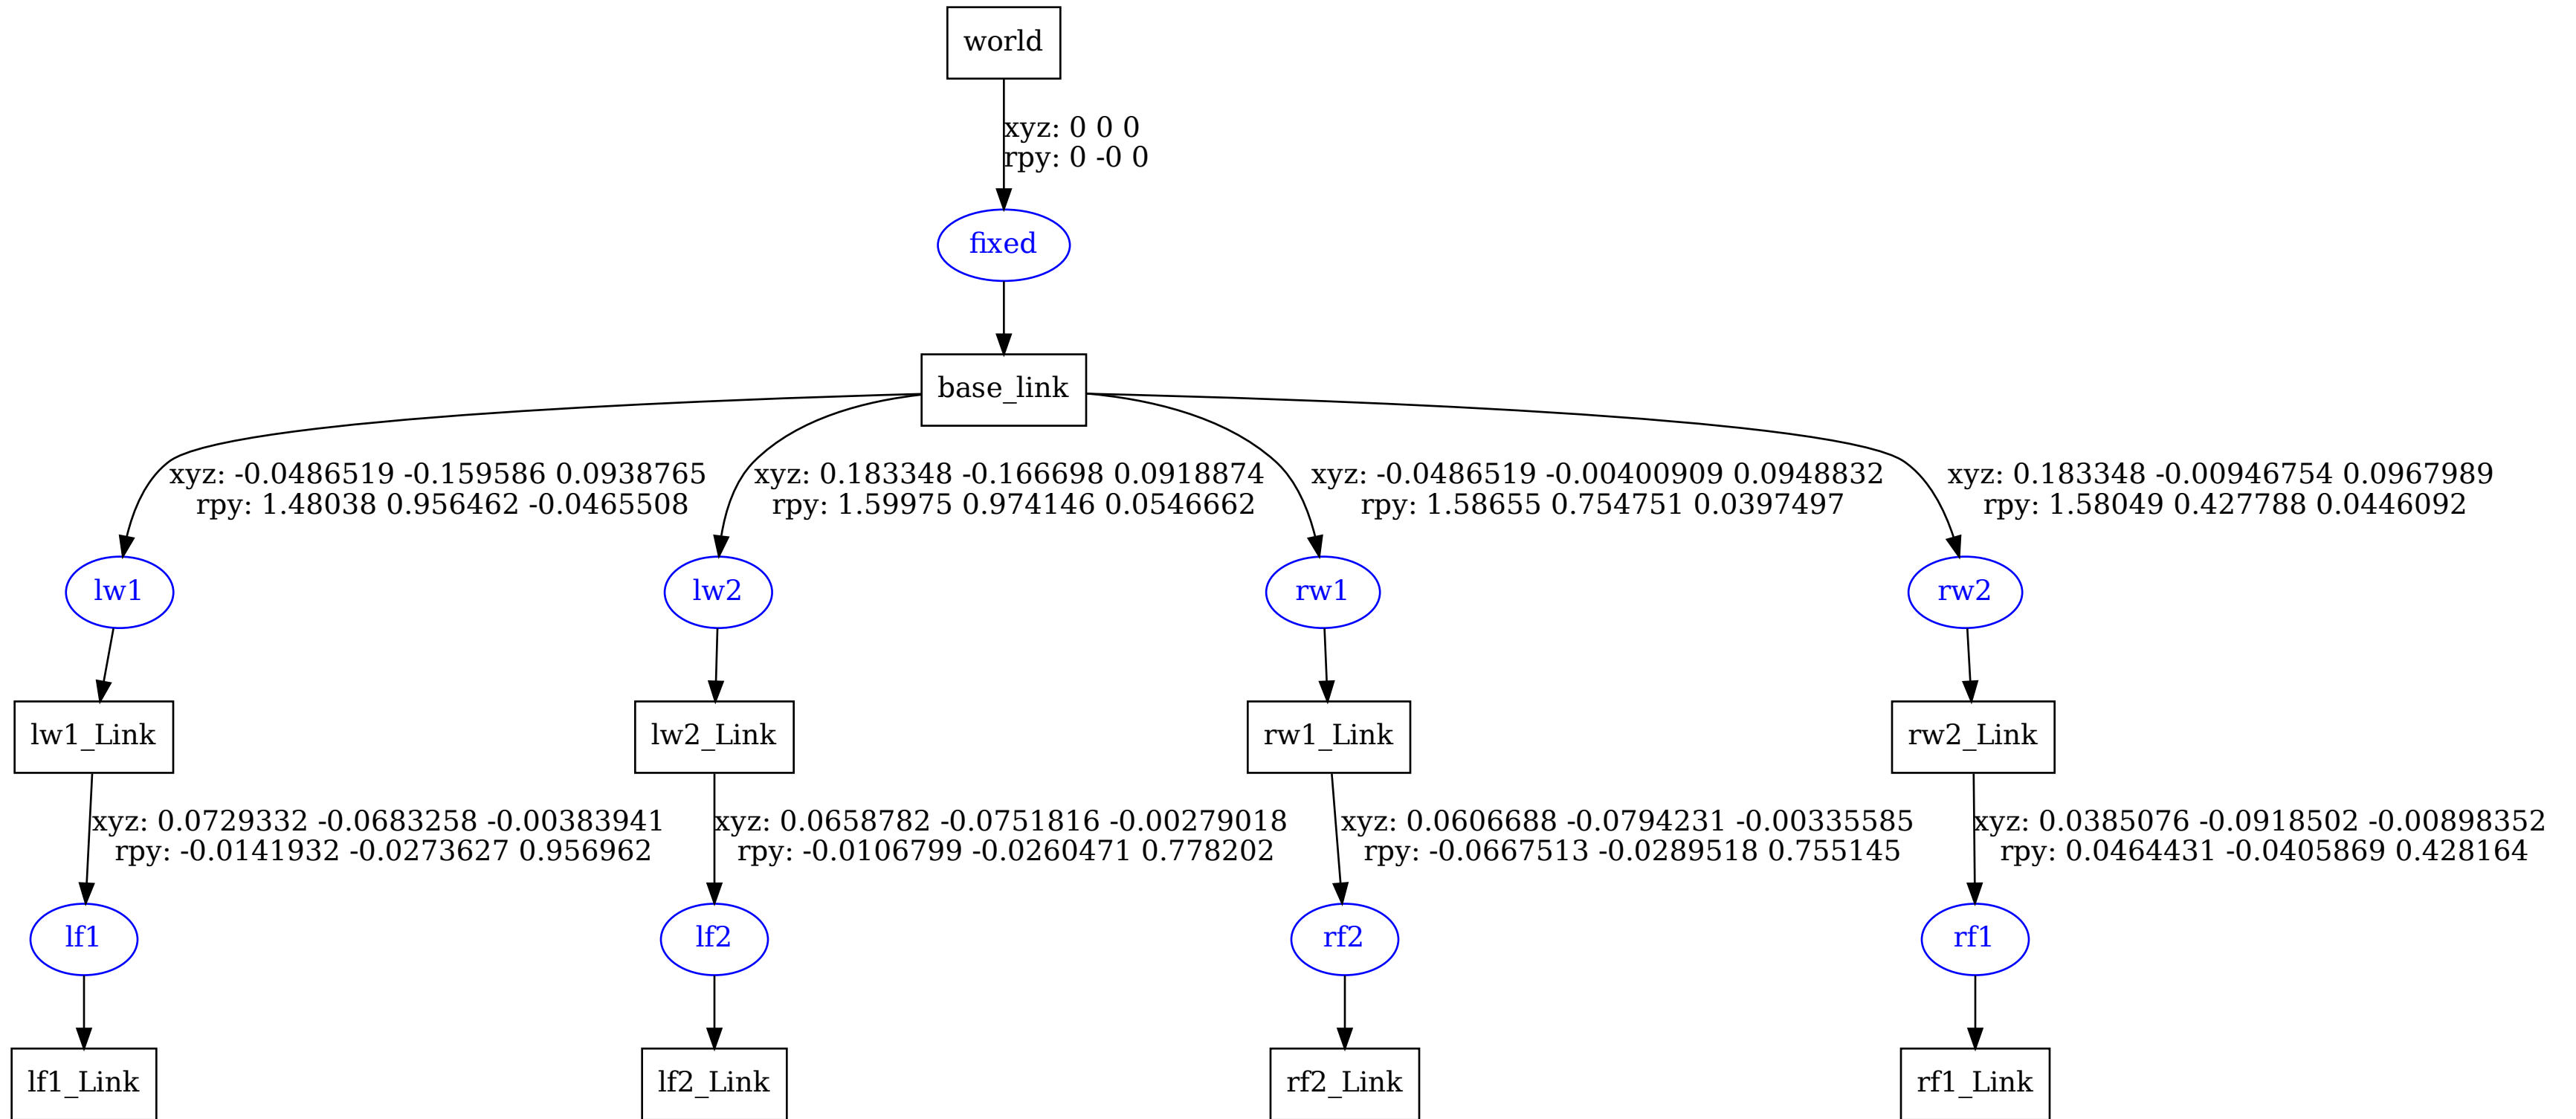 world
xyz: 0 0 0
rpy: 0 -0 0
fixed
base_link
xyz: -0.0486519 -0.159586 0.0938765
rpy: 1.48038 0.956462 -0.0465508
xyz: 0.183348 -0.166698 0.0918874
rpy: 1.59975 0.974146 0.0546662
xyz: -0.0486519 -0.00400909 0.0948832
rpy: 1.58655 0.754751 0.0397497
xyz: 0.183348 -0.00946754 0.0967989
rpy: 1.58049 0.427788 0.0446092
lw1
lw2
rw1
rw2
lw1_Link
lw2_Link
rw1_Link
rw2_Link
xyz: 0.0729332 -0.0683258 -0.00383941
rpy: -0.0141932 -0.0273627 0.956962
xyz: 0.0658782 -0.0751816 -0.00279018
rpy: -0.0106799 -0.0260471 0.778202
xyz: 0.0606688 -0.0794231 -0.00335585
rpy: -0.0667513 -0.0289518 0.755145
xyz: 0.0385076 -0.0918502 -0.00898352
rpy: 0.0464431 -0.0405869 0.428164
lf1
lf2
rf2
rf1
lf1_Link
lf2_Link
rf2_Link
rf1_Link